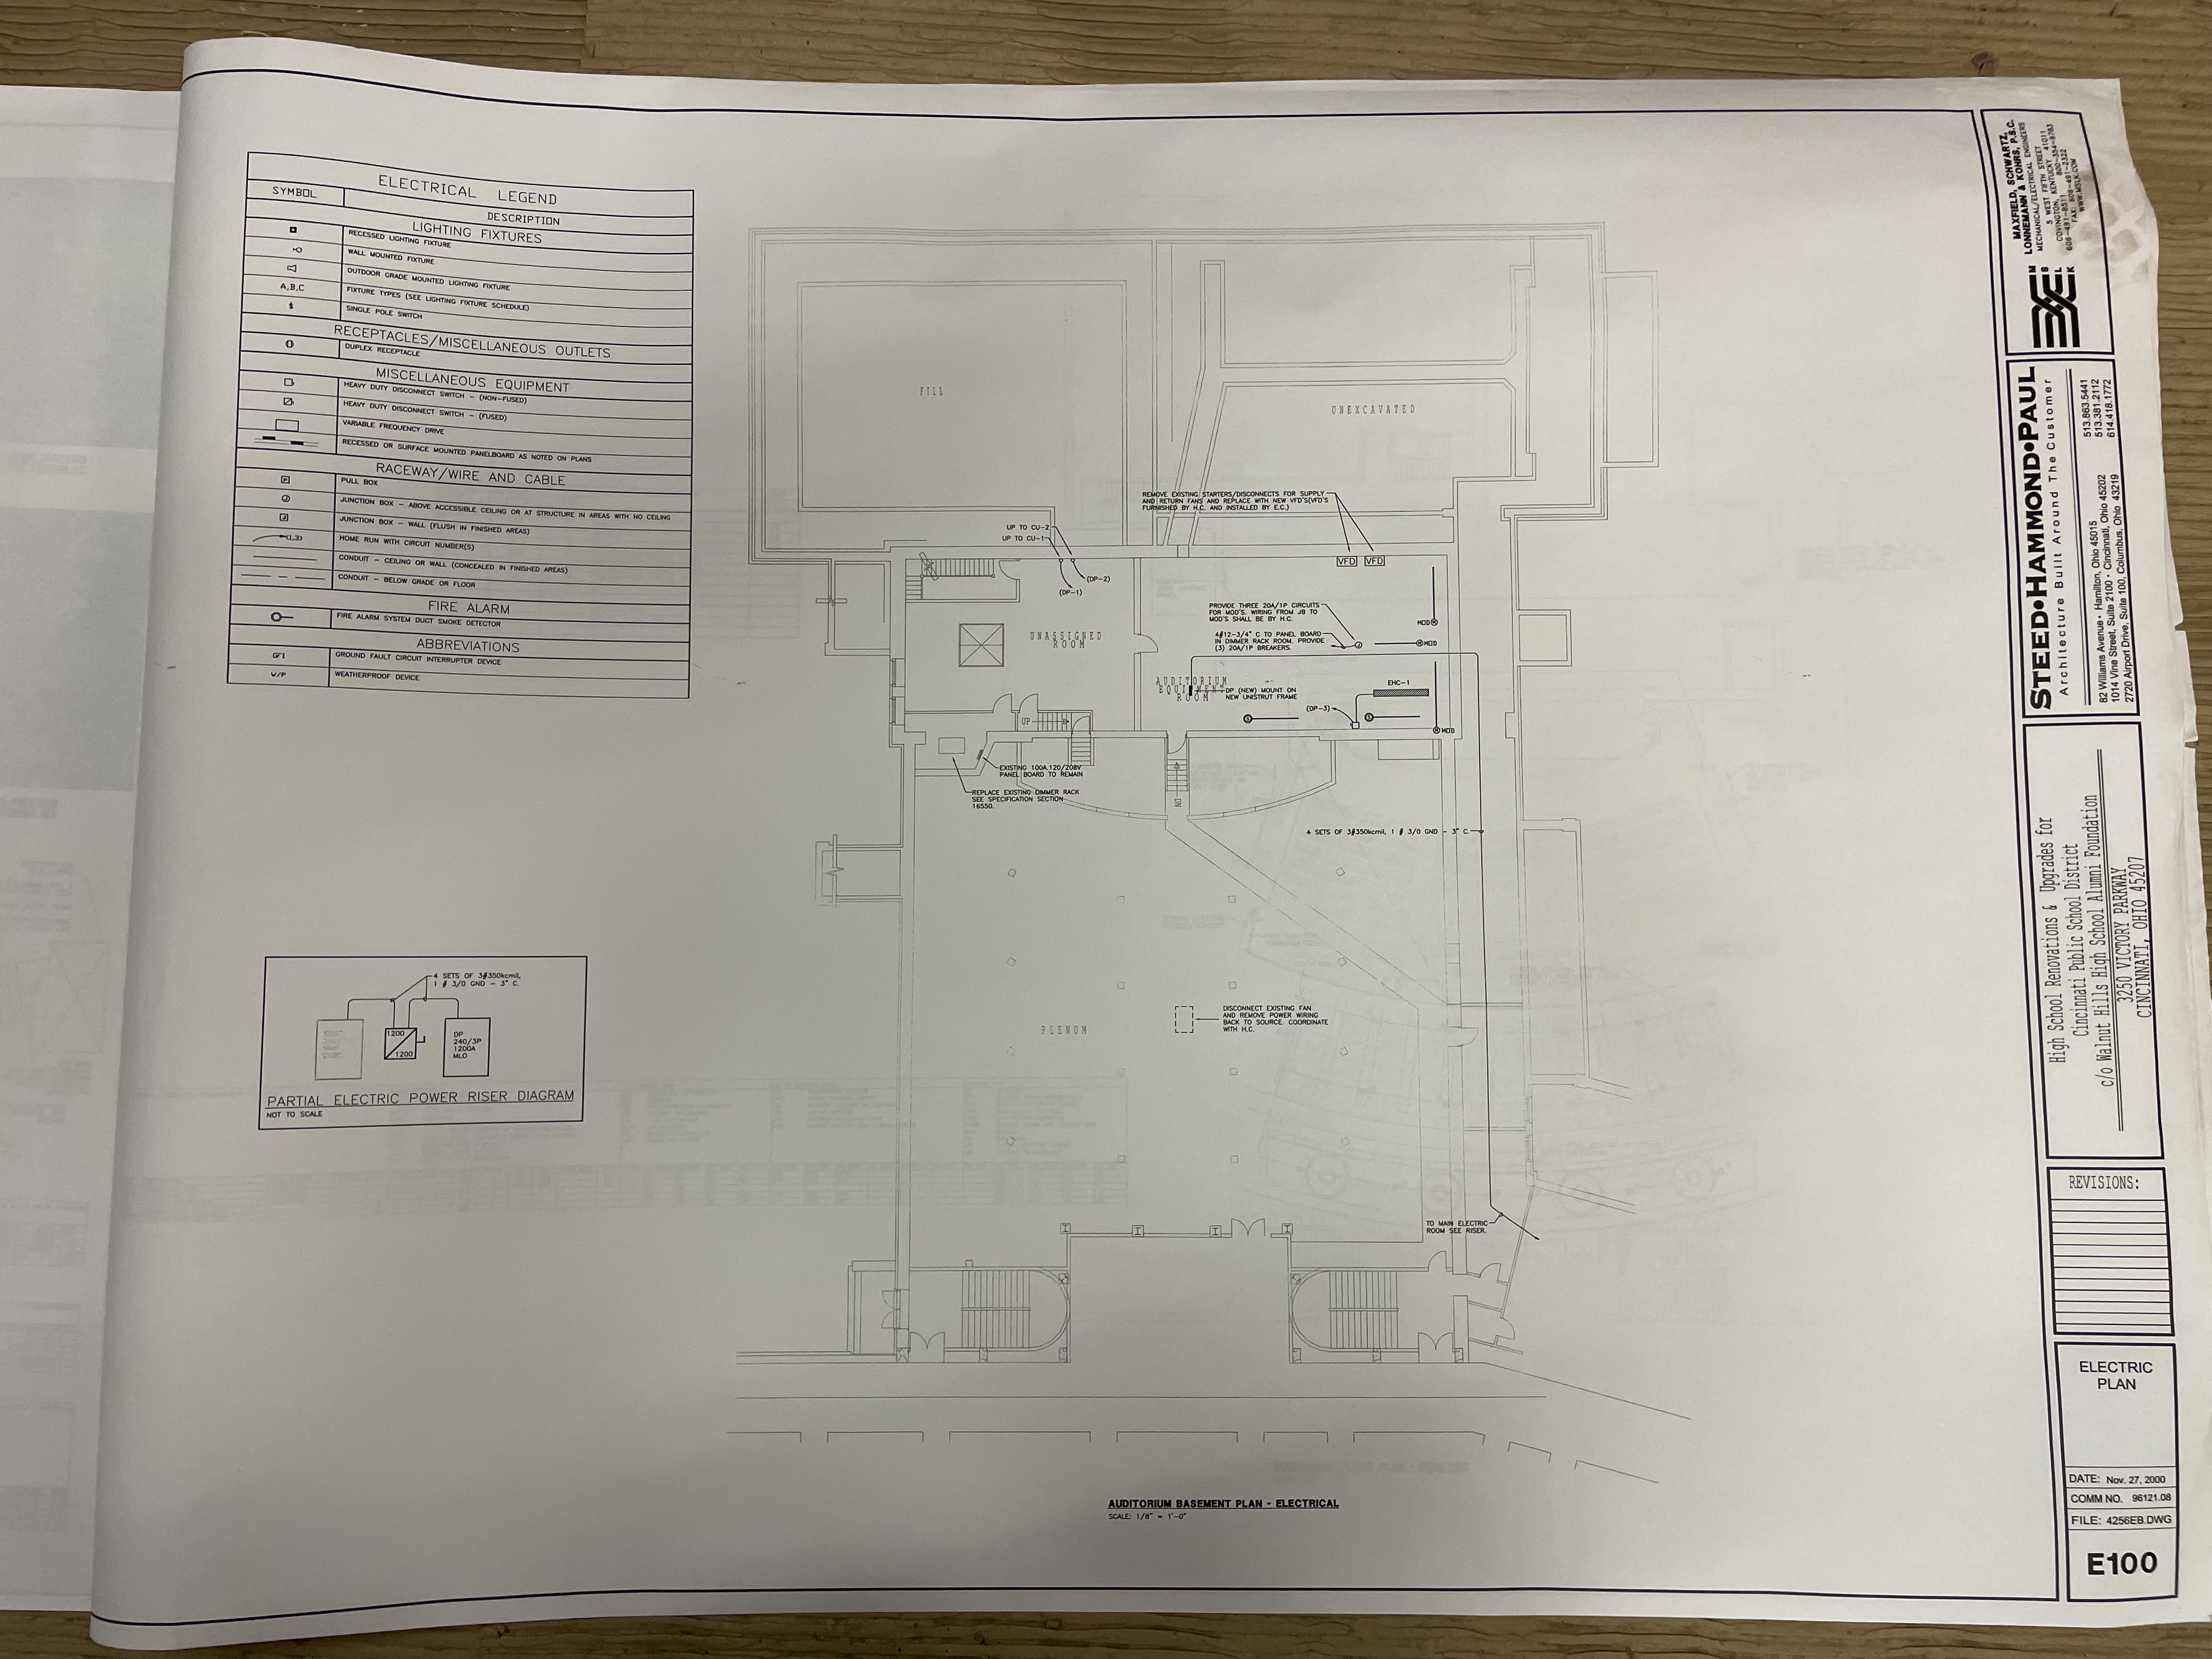 ELECTRICAL LEGEND
SYMBOL
DESCRIPTION
LIGHTING FIXTURES
RECESSED LIGHTING FIXTURE
WALL MOUNTED FIXTURE
OUTDOOR GRADE MOUNTED LIGHTING FIXTURE
A,B,C
FIXTURE TYPES (SEE LIGHTING FIXTURE SCHEDULE)
$
SINGLE POLE SWITCH
RECEPTACLES/MISCELLANEOUS OUTLETS
DUPLEX RECEPTACLE
MISCELLANEOUS EQUIPMENT
HEAVY DUTY DISCONNECT SWITCH - (NON-FUSED)
HEAVY DUTY DISCONNECT SWITCH - (FUSED)
VARIABLE FREQUENCY DRIVE
RECESSED OR SURFACE MOUNTED PANELBOARD AS NOTED ON PLANS
RACEWAY/WIRE AND CABLE
P
PULL BOX
J
JUNCTION BOX - ABOVE ACCESSIBLE CEILING OR AT STRUCTURE IN AREAS WITH NO CEILING
J
JUNCTION BOX - WALL (FLUSH IN FINISHED AREAS)
(1,3)
HOME RUN WITH CIRCUIT NUMBER(S)
CONDUIT - CEILING OR WALL (CONCEALED IN FINISHED AREAS)
CONDUIT - BELOW GRADE OR FLOOR
FIRE ALARM
FIRE ALARM SYSTEM DUCT SMOKE DETECTOR
ABBREVIATIONS
GFI
GROUND FAULT CIRCUIT INTERRUPTER DEVICE
W/P
WEATHERPROOF DEVICE
4 SETS OF 3#350kcmil,
1 # 3/0 GND - 3" C.
1200
1200
DP
240/3P
1200A
MLO
PARTIAL ELECTRIC POWER RISER DIAGRAM
NOT TO SCALE
FILL
UNEXCAVATED
REMOVE EXISTING STARTERS/DISCONNECTS FOR SUPPLY
AND RETURN FANS AND REPLACE WITH NEW VFD'S(VFD'S
FURNISHED BY H.C. AND INSTALLED BY E.C.)
UP TO CU-2
UP TO CU-1
(DP-2)
(DP-1)
VFD
VFD
UNASSIGNED
ROOM
PROVIDE THREE 20A/1P CIRCUITS
FOR MOD'S. WIRING FROM JB TO
MOD'S SHALL BE BY H.C.
4#12-3/4" C TO PANEL BOARD
IN DIMMER RACK ROOM. PROVIDE
(3) 20A/1P BREAKERS.
MOD
MOD
AUDITORIUM
EQUIPMENT
ROOM
DP (NEW) MOUNT ON
NEW UNISTRUT FRAME
EHC-1
(DP-3)
MOD
UP
DN
EXISTING 100A,120/208V
PANEL BOARD TO REMAIN
REPLACE EXISTING DIMMER RACK
SEE SPECIFICATION SECTION
16550.
4 SETS OF 3#350kcmil, 1 # 3/0 GND - 3" C.
DISCONNECT EXISTING FAN
AND REMOVE POWER WIRING
BACK TO SOURCE. COORDINATE
WITH H.C.
PLENUM
TO MAIN ELECTRIC
ROOM SEE RISER.
AUDITORIUM BASEMENT PLAN - ELECTRICAL
SCALE: 1/8" = 1'-0"
MAXFIELD, SCHWARTZ,
LONNEMANN & KOHRS, P.S.C.
MECHANICAL/ELECTRICAL ENGINEERS
5 WEST FIFTH STREET
COVINGTON, KENTUCKY 41011
606-491-8511 800-354-9783
FAX: 606-491-2322
WWW.MSLK.COM
M
S
L
K
STEED•HAMMOND•PAUL
Architecture Built Around The Customer
82 Williams Avenue • Hamilton, Ohio 45015 513.863.5441
1014 Vine Street, Suite 2100 • Cincinnati, Ohio 45202 513.381.2112
2720 Airport Drive, Suite 100, Columbus, Ohio 43219 614.418.1772
High School Renovations & Upgrades for
Cincinnati Public School District
c/o Walnut Hills High School Alumni Foundation
3250 VICTORY PARKWAY
CINCINNATI, OHIO 45207
REVISIONS:
ELECTRIC
PLAN
DATE: Nov. 27, 2000
COMM NO. 96121.08
FILE: 4256EB.DWG
E100